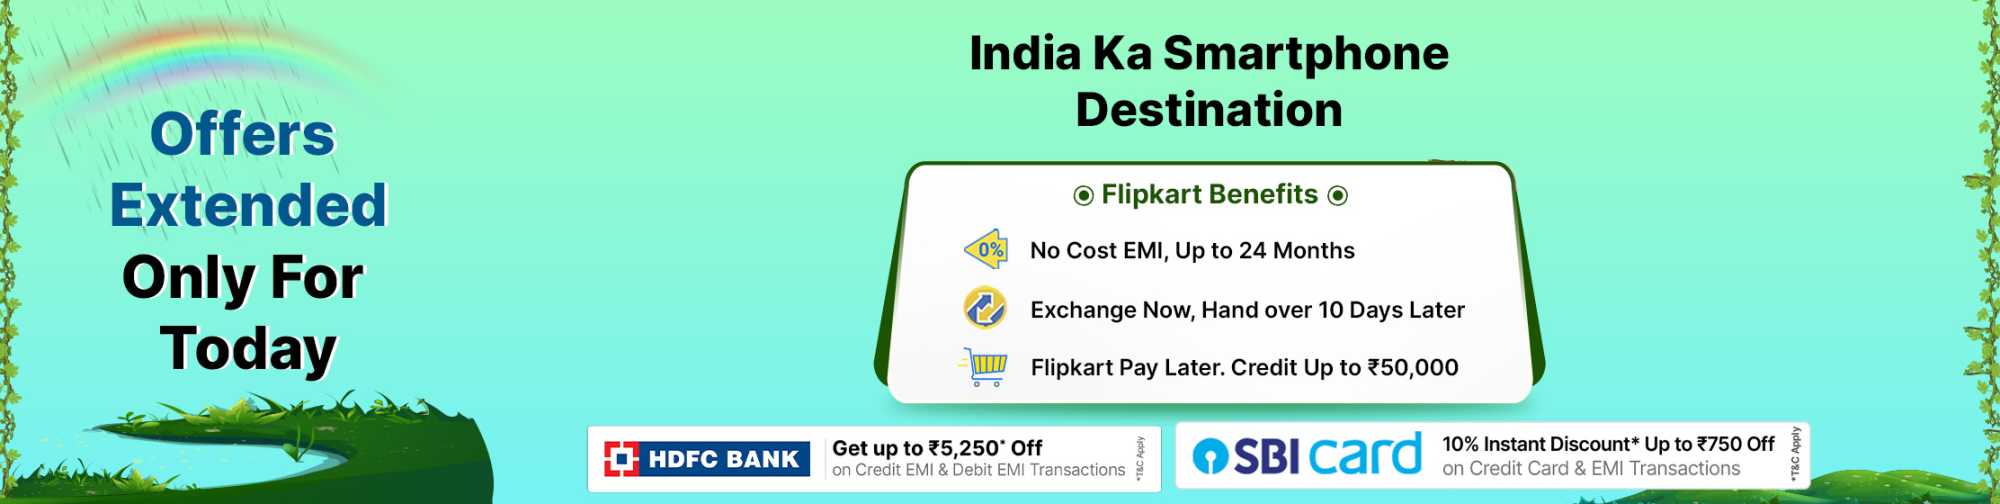 Offers
Extended
Only For
Today
India Ka Smartphone
Destination
Flipkart Benefits
0% No Cost EMI, Up to 24 Months
Exchange Now, Hand over 10 Days Later
Flipkart Pay Later. Credit Up to ₹50,000
HDFC BANK
Get up to ₹5,250* Off
on Credit EMI & Debit EMI Transactions
*T&C Apply
SBI card
10% Instant Discount* Up to ₹750 Off
on Credit Card & EMI Transactions
*T&C Apply